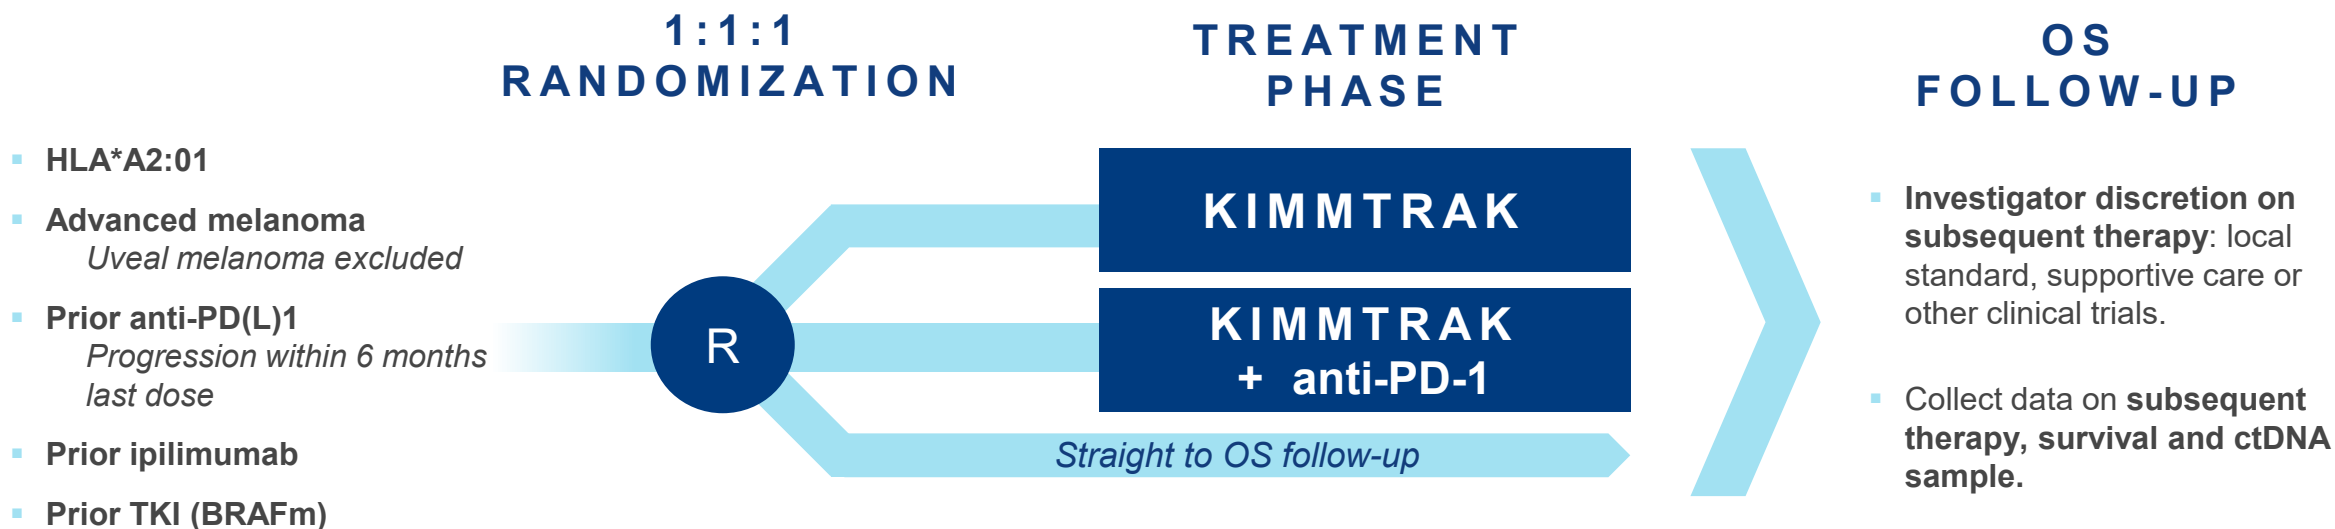 1:1:1
RANDOMIZATION
TREATMENT
PHASE
OS
FOLLOW-UP
▪ HLA*A2:01
▪ Advanced melanoma
Uveal melanoma excluded
▪ Prior anti-PD(L)1
Progression within 6 months
last dose
▪ Prior ipilimumab
▪ Prior TKI (BRAFm)
R
KIMMTRAK
KIMMTRAK
+ anti-PD-1
Straight to OS follow-up
▪ Investigator discretion on
subsequent therapy: local
standard, supportive care or
other clinical trials.
▪ Collect data on subsequent
therapy, survival and ctDNA
sample.